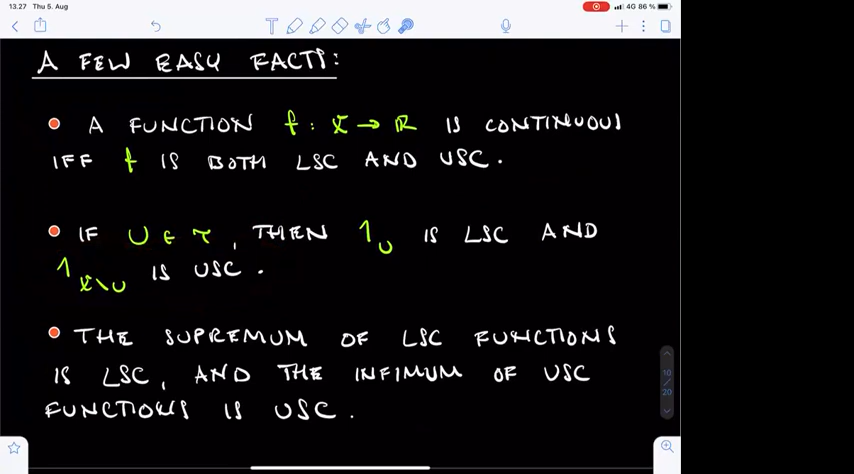 13.27 Thu 5. Aug
4G 86 %
A FEW EASY FACTS:
A FUNCTION f: X → R IS CONTINUOUS
IFF f IS BOTH LSC AND USC.
IF U ∈ τ, THEN 1_U IS LSC AND
1_{X\U} IS USC.
THE SUPREMUM OF LSC FUNCTIONS
IS LSC, AND THE INFIMUM OF USC
FUNCTIONS IS USC.
10
/
20